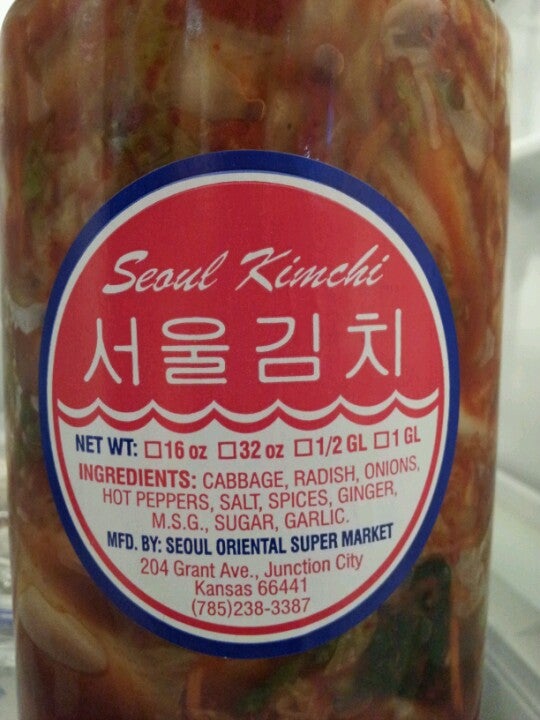 Seoul Kimchi
서울김치
NET WT: ☐16 oz ☐32 oz ☐1/2 GL ☐1 GL
INGREDIENTS: CABBAGE, RADISH, ONIONS,
HOT PEPPERS, SALT, SPICES, GINGER,
M.S.G., SUGAR, GARLIC.
MFD. BY: SEOUL ORIENTAL SUPER MARKET
204 Grant Ave., Junction City
Kansas 66441
(785)238-3387